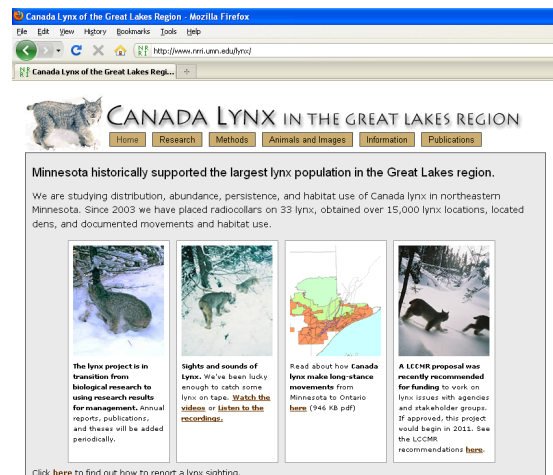 Canada Lynx of the Great Lakes Region - Mozilla Firefox
File Edit View History Bookmarks Tools Help
NR RI http://www.nrri.umn.edu/lynx/
NR RI Canada Lynx of the Great Lakes Regi...
CANADA LYNX IN THE GREAT LAKES REGION
Home Research Methods Animals and Images Information Publications
Minnesota historically supported the largest lynx population in the Great Lakes region.
We are studying distribution, abundance, persistence, and habitat use of Canada lynx in northeastern
Minnesota. Since 2003 we have placed radiocollars on 33 lynx, obtained over 15,000 lynx locations, located
dens, and documented movements and habitat use.
The lynx project is in
transition from
biological research to
using research results
for management. Annual
reports, publications,
and theses will be added
periodically.
Sights and sounds of
Lynx. We've been lucky
enough to catch some
lynx on tape. Watch the
videos or Listen to the
recordings.
Read about how Canada
lynx make long-stance
movements from
Minnesota to Ontario
here (946 KB pdf)
A LCCMR proposal was
recently recommended
for funding to work on
lynx issues with agencies
and stakeholder groups.
If approved, this project
would begin in 2011. See
the LCCMR
recommendations here.
Click here to find out how to report a lynx sighting.